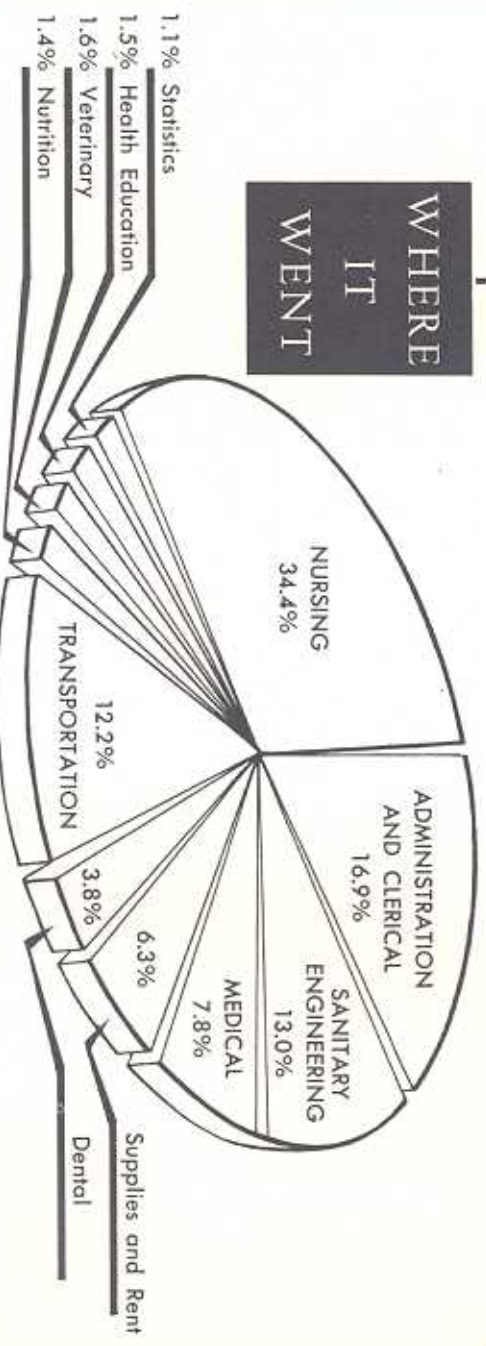 WHERE
IT
WENT
NURSING
34.4%
ADMINISTRATION
AND CLERICAL
16.9%
SANITARY
ENGINEERING
13.0%
MEDICAL
7.8%
6.3%
3.8%
12.2%
TRANSPORTATION
1.1% Statistics
1.5% Health Education
1.6% Veterinary
1.4% Nutrition
Supplies and Rent
Dental